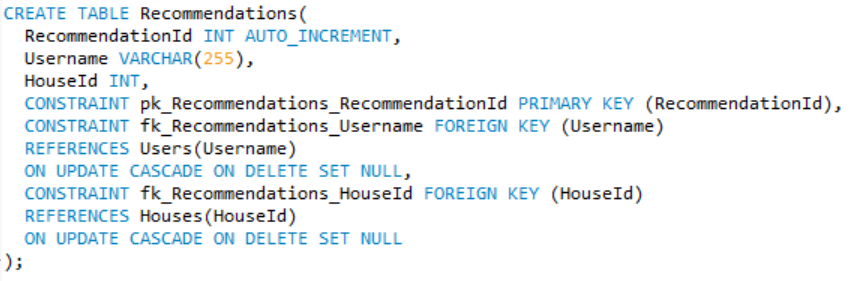 CREATE TABLE Recommendations(
  RecommendationId INT AUTO_INCREMENT,
  Username VARCHAR(255),
  HouseId INT,
  CONSTRAINT pk_Recommendations_RecommendationId PRIMARY KEY (RecommendationId),
  CONSTRAINT fk_Recommendations_Username FOREIGN KEY (Username)
  REFERENCES Users(Username)
  ON UPDATE CASCADE ON DELETE SET NULL,
  CONSTRAINT fk_Recommendations_HouseId FOREIGN KEY (HouseId)
  REFERENCES Houses(HouseId)
  ON UPDATE CASCADE ON DELETE SET NULL
);